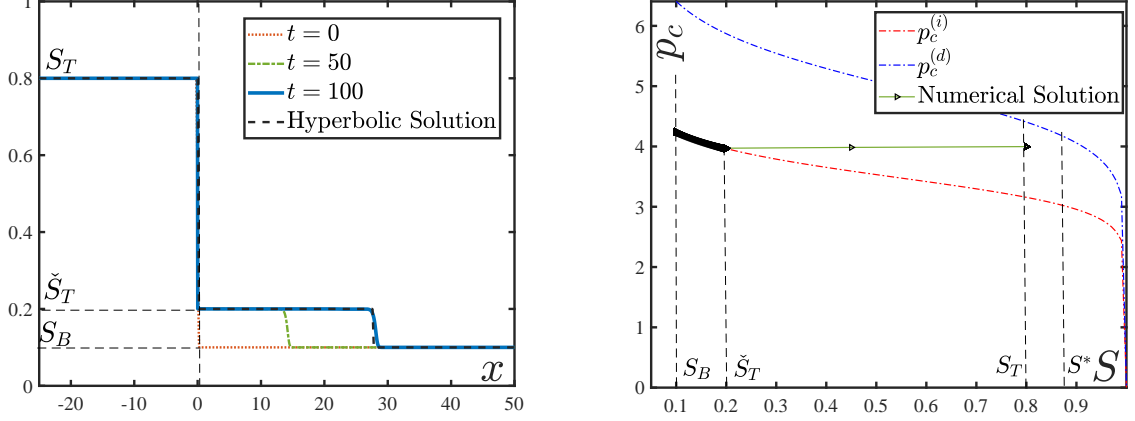 1
0.8
0.6
0.4
0.2
0
S_T
Š_T
S_B
t = 0
t = 50
t = 100
Hyperbolic Solution
x
-20 -10 0 10 20 30 40 50
6
5
4
3
2
1
0
p_c
p_c^{(i)}
p_c^{(d)}
Numerical Solution
S_B Š_T S_T S* S
0.1 0.2 0.3 0.4 0.5 0.6 0.7 0.8 0.9